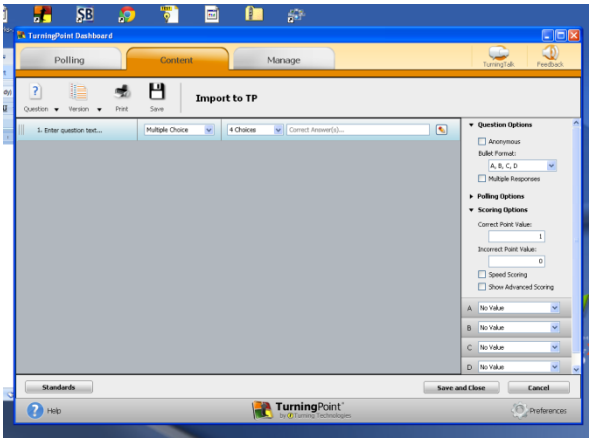 SB
TurningPoint Dashboard
Polling
Content
Manage
TurningTalk
Feedback
Question
Version
Print
Save
Import to TP
1. Enter question text...
Multiple Choice
4 Choices
Correct Answer(s)...
Question Options
Anonymous
Bullet Format:
A, B, C, D
Multiple Responses
Polling Options
Scoring Options
Correct Point Value:
1
Incorrect Point Value:
0
Speed Scoring
Show Advanced Scoring
A No Value
B No Value
C No Value
D No Value
Standards
Save and Close
Cancel
Help
TurningPoint
by Turning Technologies
Preferences